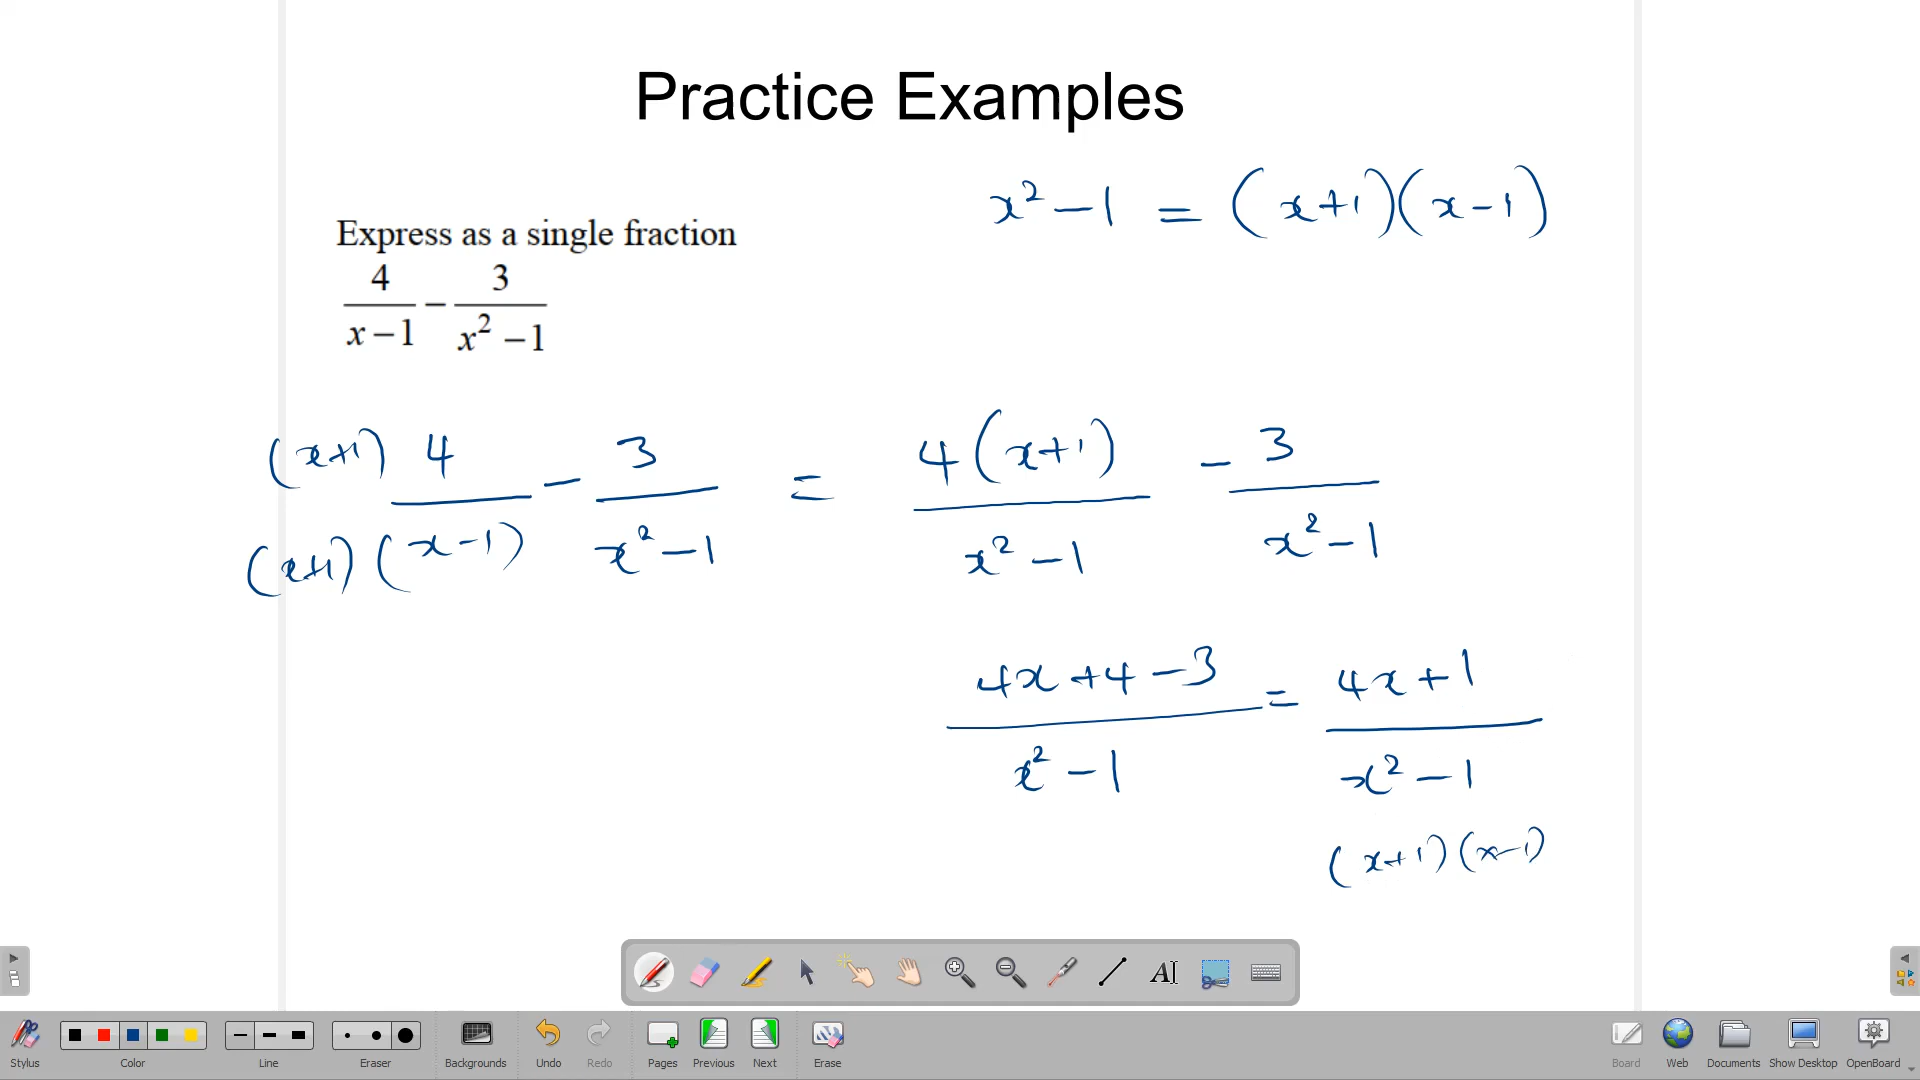 Practice Examples
x² − 1 = (x+1)(x−1)
Express as a single fraction
4/(x−1) − 3/(x² −1)
(x+1) 4/(x+1)(x−1) − 3/(x² −1) = 4(x+1)/(x² −1) − 3/(x² −1)
(4x+4−3)/(x² −1) = (4x+1)/(x² −1)
(x+1)(x−1)
AI
Stylus Color Line Eraser Backgrounds Undo Redo Pages Previous Next Erase Board Web Documents Show Desktop OpenBoard